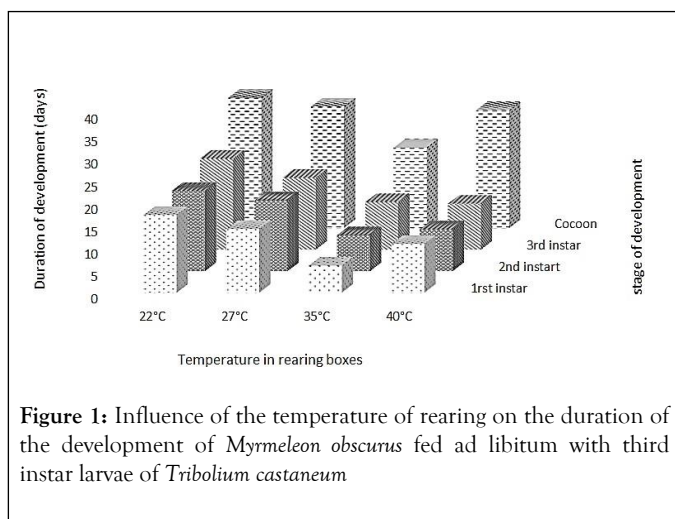 Duration of development (days)
40
35
30
25
20
15
10
5
0
22°C
27°C
35°C
40°C
Cocoon
3rd instar
2nd instart
1rst instar
stage of development
Temperature in rearing boxes
Figure 1: Influence of the temperature of rearing on the duration of
the development of Myrmeleon obscurus fed ad libitum with third
instar larvae of Tribolium castaneum